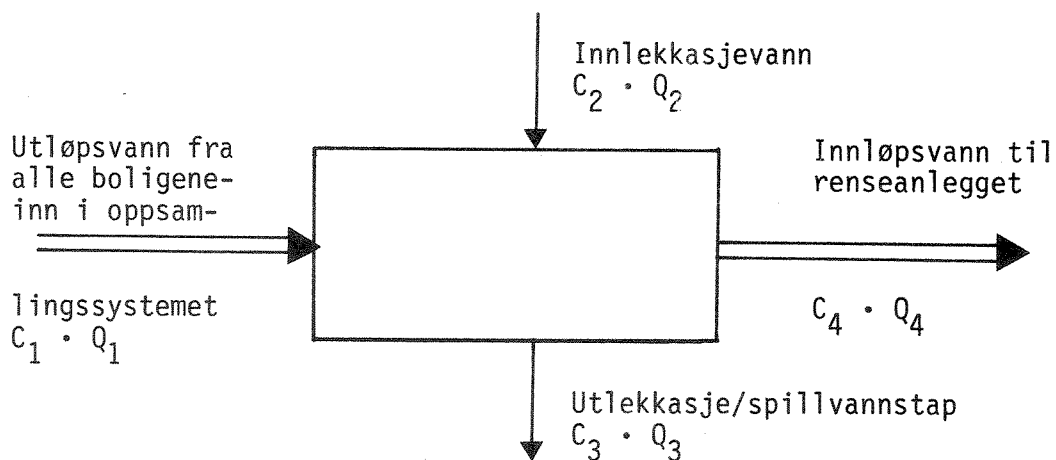 Innlekkasjevann
C₂ · Q₂
Utløpsvann fra
alle boligene-
inn i oppsam-
lingssystemet
C₁ · Q₁
Innløpsvann til
renseanlegget
C₄ · Q₄
Utlekkasje/spillvannstap
C₃ · Q₃